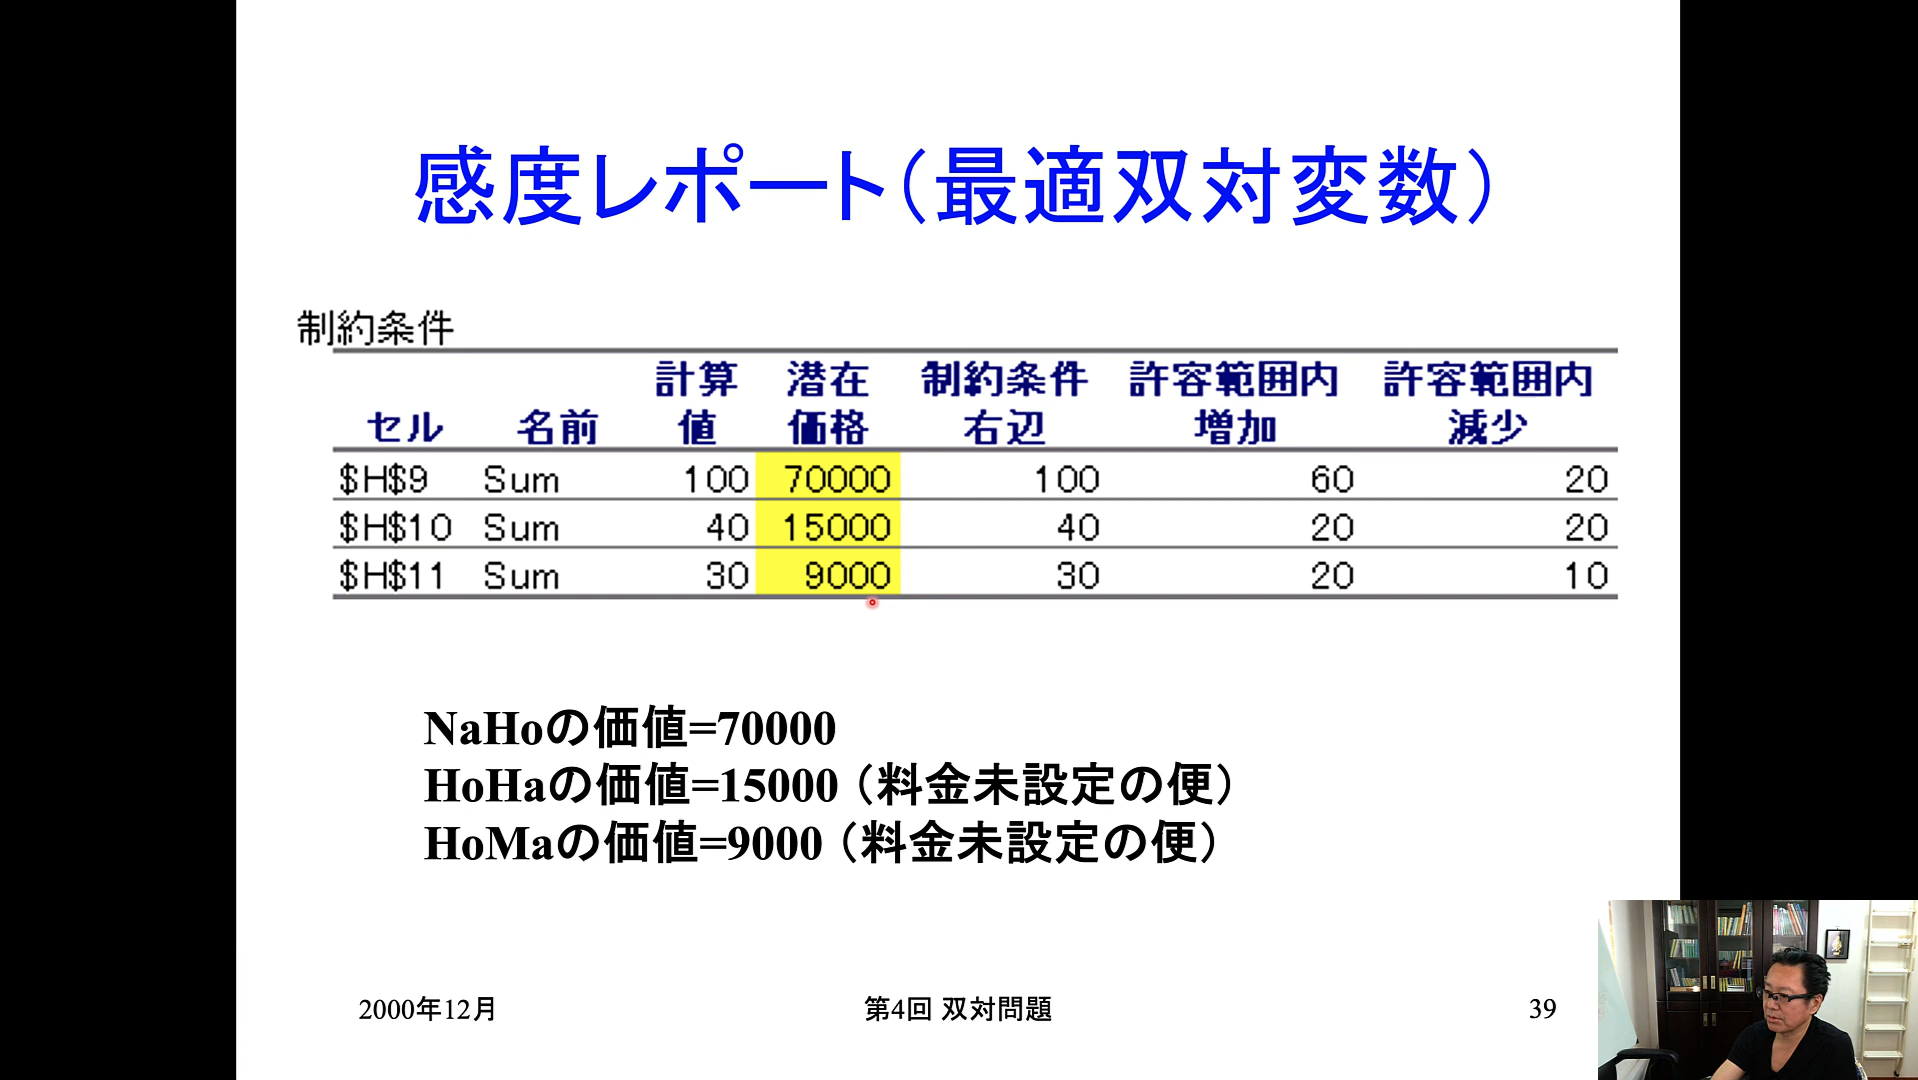 感度レポート（最適双対変数）
制約条件
セル 名前 計算値 潜在価格 制約条件右辺 許容範囲内増加 許容範囲内減少
$H$9 Sum 100 70000 100 60 20
$H$10 Sum 40 15000 40 20 20
$H$11 Sum 30 9000 30 20 10
NaHoの価値=70000
HoHaの価値=15000（料金未設定の便）
HoMaの価値=9000（料金未設定の便）
2000年12月 第4回 双対問題 39